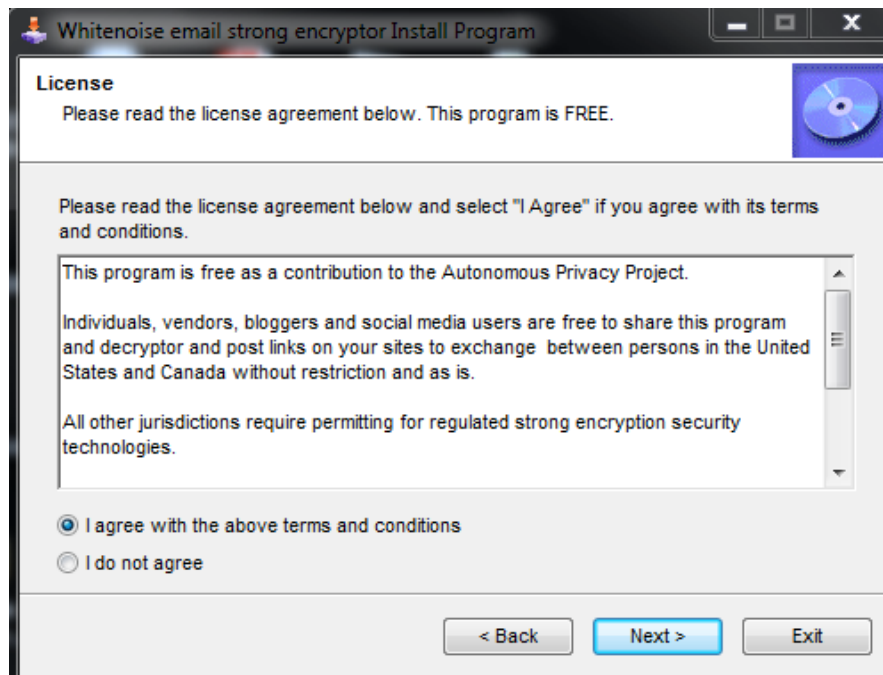 Whitenoise email strong encryptor Install Program
License
Please read the license agreement below. This program is FREE.
Please read the license agreement below and select "I Agree" if you agree with its terms
and conditions.
This program is free as a contribution to the Autonomous Privacy Project.
Individuals, vendors, bloggers and social media users are free to share this program
and decryptor and post links on your sites to exchange  between persons in the United
States and Canada without restriction and as is.
All other jurisdictions require permitting for regulated strong encryption security
technologies.
I agree with the above terms and conditions
I do not agree
< Back Next > Exit